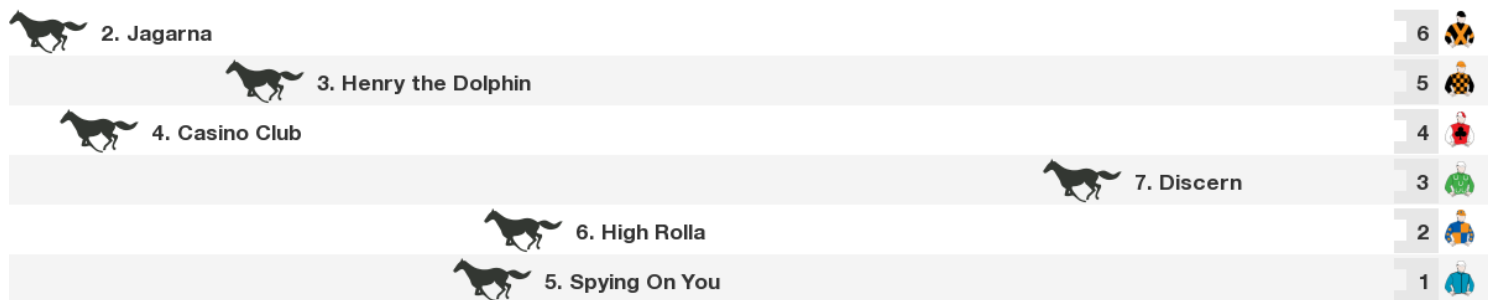 2. Jagarna 6
3. Henry the Dolphin 5
4. Casino Club 4
7. Discern 3
6. High Rolla 2
5. Spying On You 1